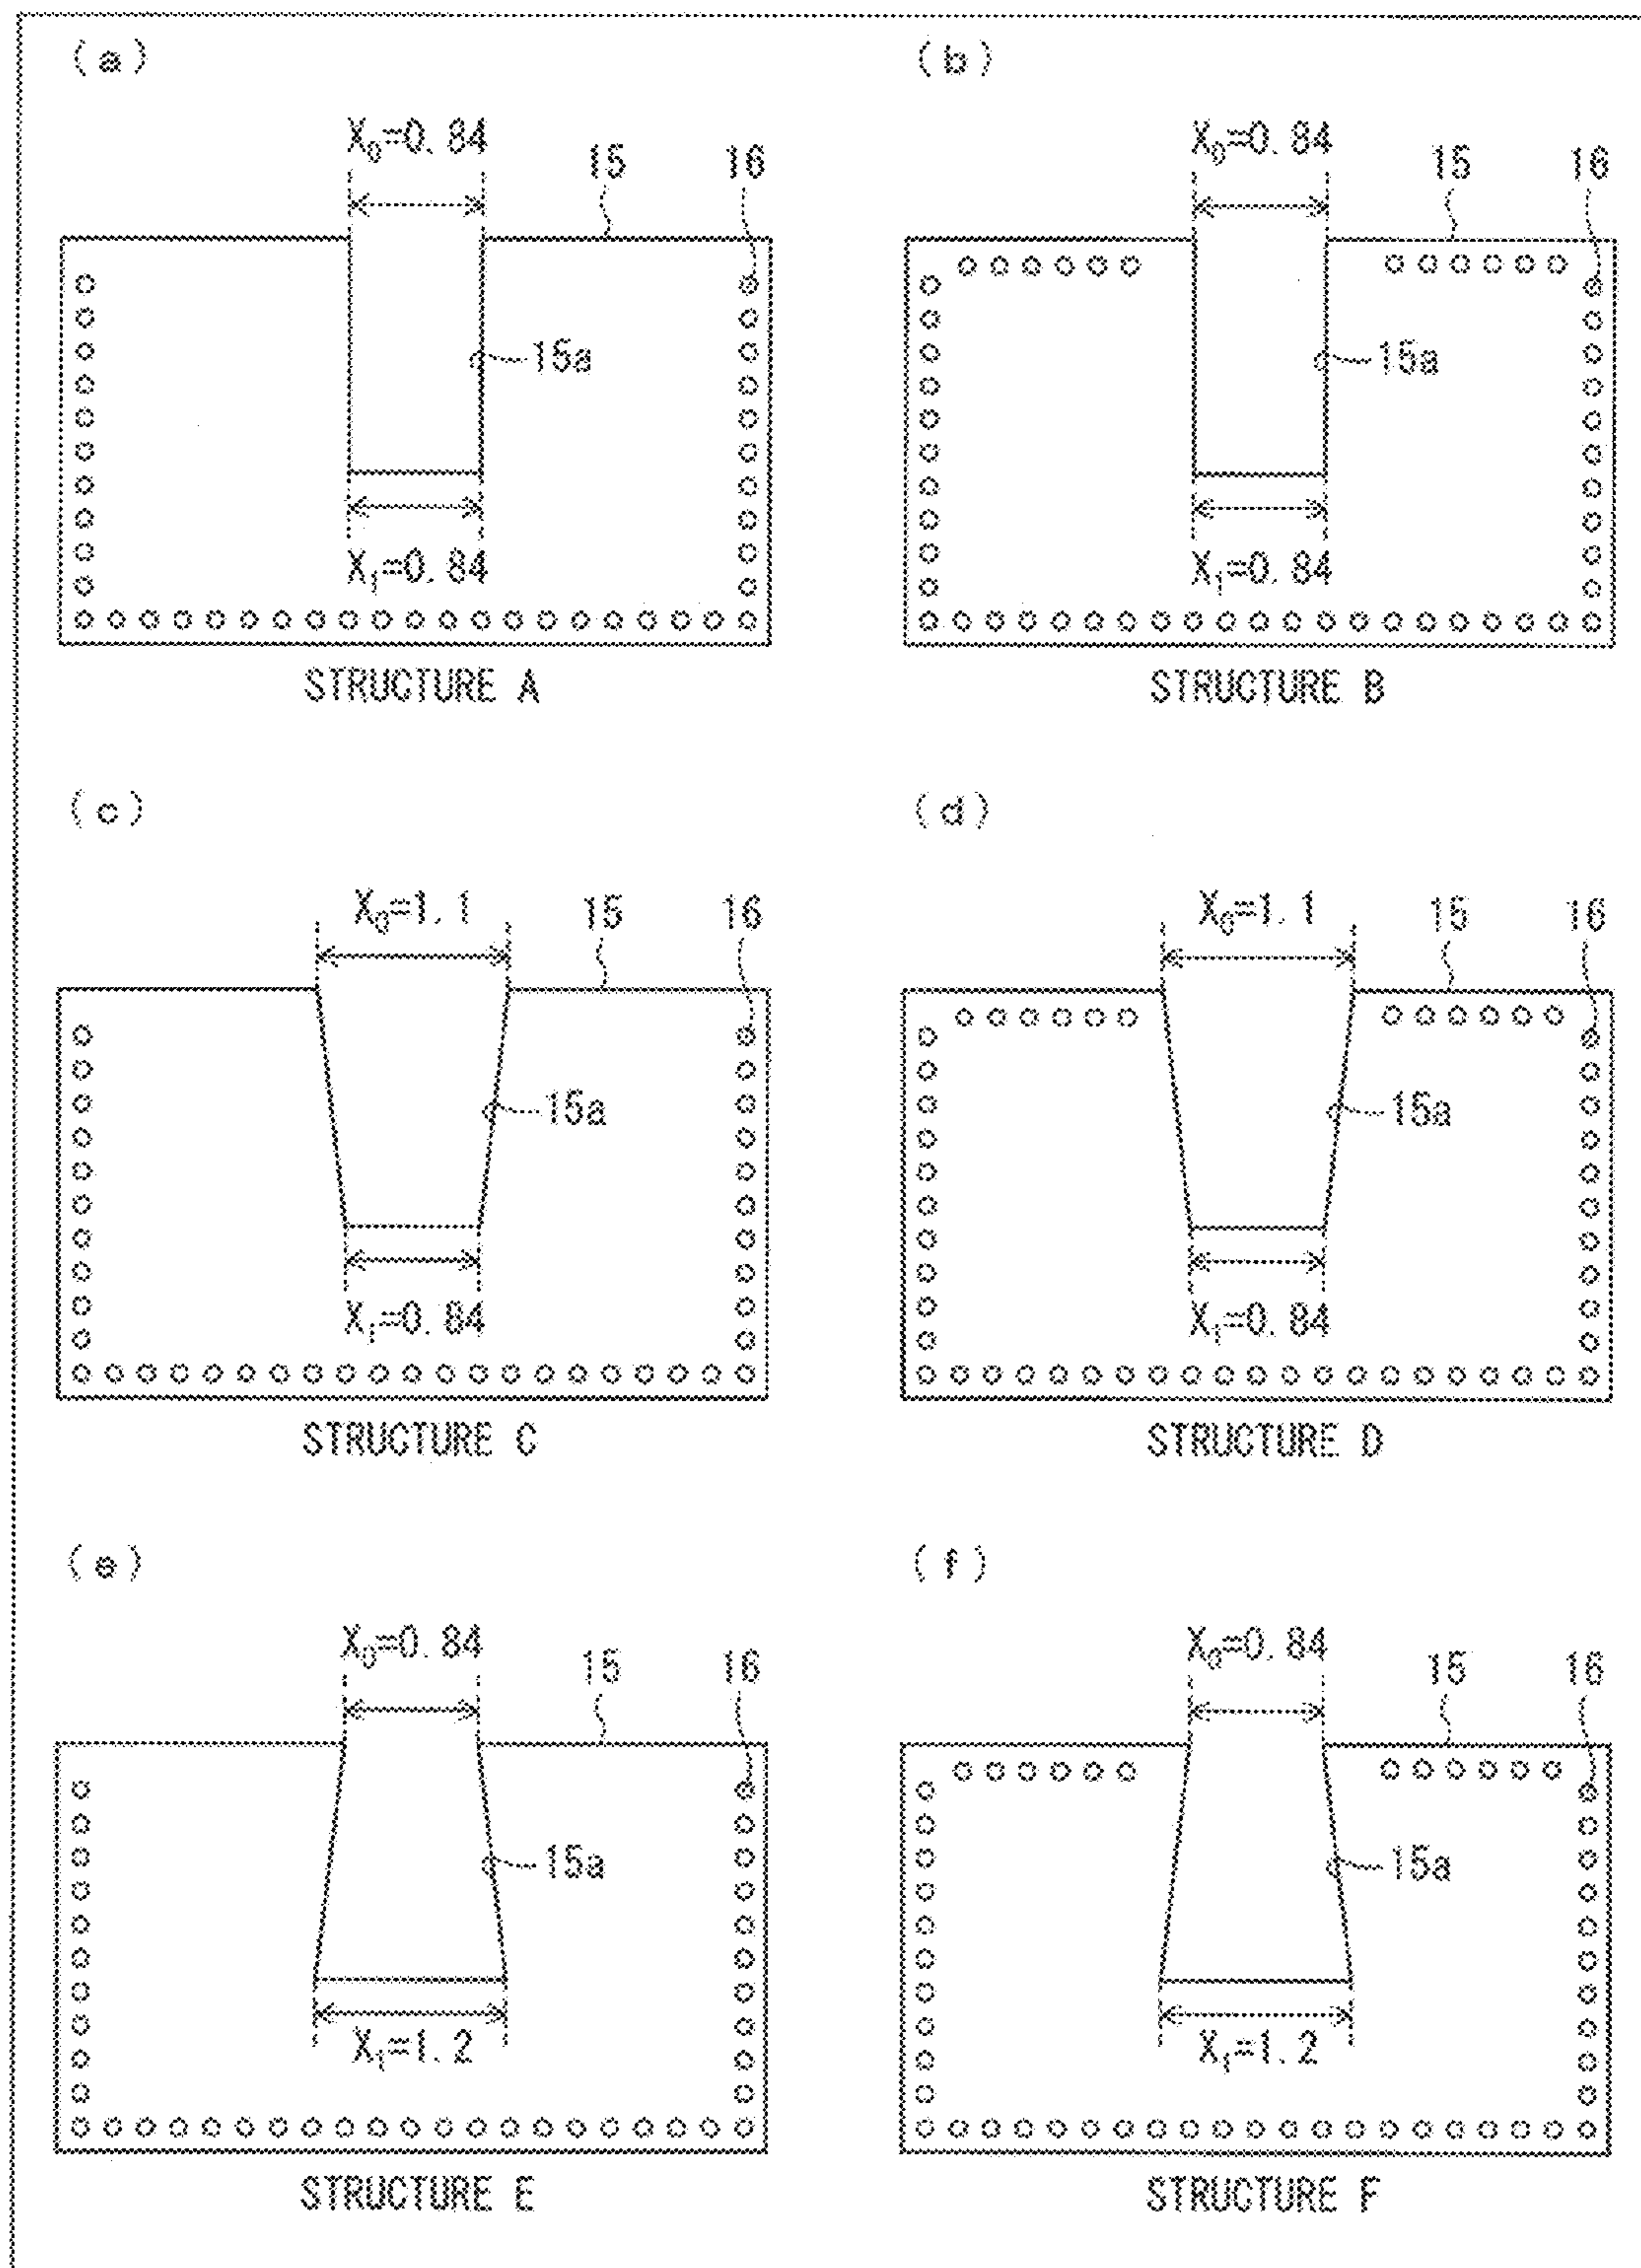 (a)
X₀=0.84
15
16
15a
X₁=0.84
STRUCTURE A
(b)
X₀=0.84
15
16
15a
X₁=0.84
STRUCTURE B
(c)
X₀=1.1
15
16
15a
X₁=0.84
STRUCTURE C
(d)
X₀=1.1
15
16
15a
X₁=0.84
STRUCTURE D
(e)
X₀=0.84
15
16
15a
X₁=1.2
STRUCTURE E
(f)
X₀=0.84
15
16
15a
X₁=1.2
STRUCTURE F